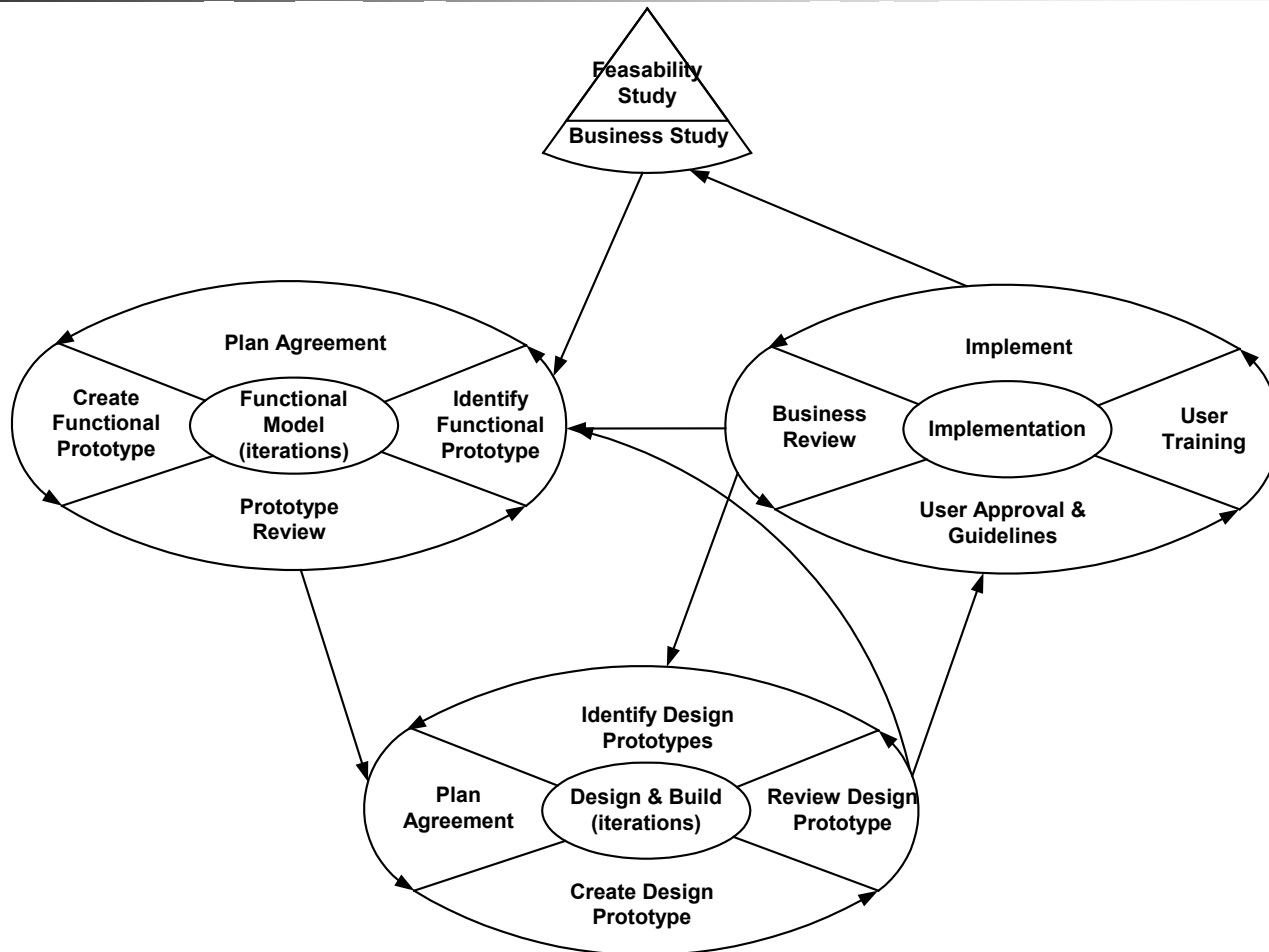 Feasability
Study
Business Study
Plan Agreement
Create
Functional
Prototype
Functional
Model
(iterations)
Identify
Functional
Prototype
Prototype
Review
Implement
Business
Review
Implementation
User
Training
User Approval &
Guidelines
Identify Design
Prototypes
Plan
Agreement
Design & Build
(iterations)
Review Design
Prototype
Create Design
Prototype